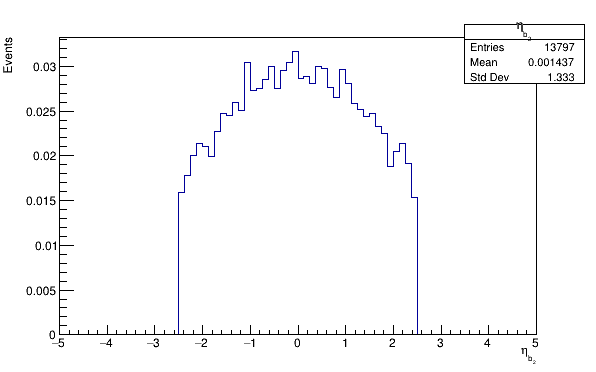 η_b₂
Entries 13797
Mean 0.001437
Std Dev 1.333
Events
0.03
0.025
0.02
0.015
0.01
0.005
0
−5 −4 −3 −2 −1 0 1 2 3 4 5
η_b₂